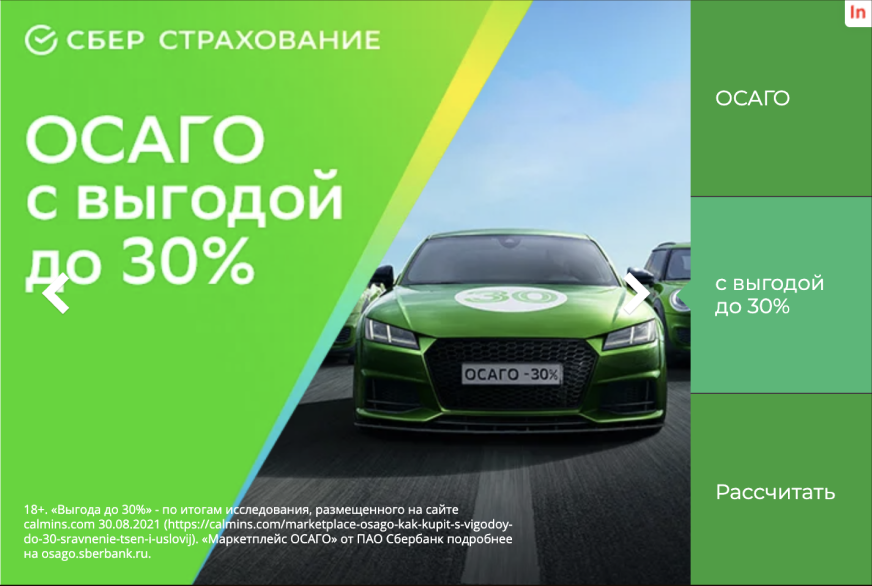 СБЕР СТРАХОВАНИЕ
ОСАГО
с выгодой
до 30%
30
ОСАГО -30%
18+. «Выгода до 30%» - по итогам исследования, размещенного на сайте
calmins.com 30.08.2021 (https://calmins.com/marketplace-osago-kak-kupit-s-vigodoy-
do-30-sravnenie-tsen-i-uslovij). «Маркетплейс ОСАГО» от ПАО Сбербанк подробнее
на osago.sberbank.ru.
In
ОСАГО
с выгодой
до 30%
Рассчитать